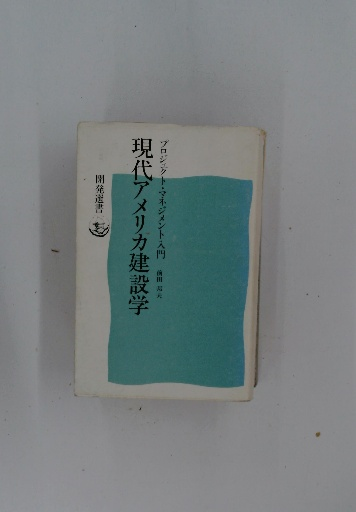 プロジェクト・マネジメント入門
現代アメリカ建設学
開発選書